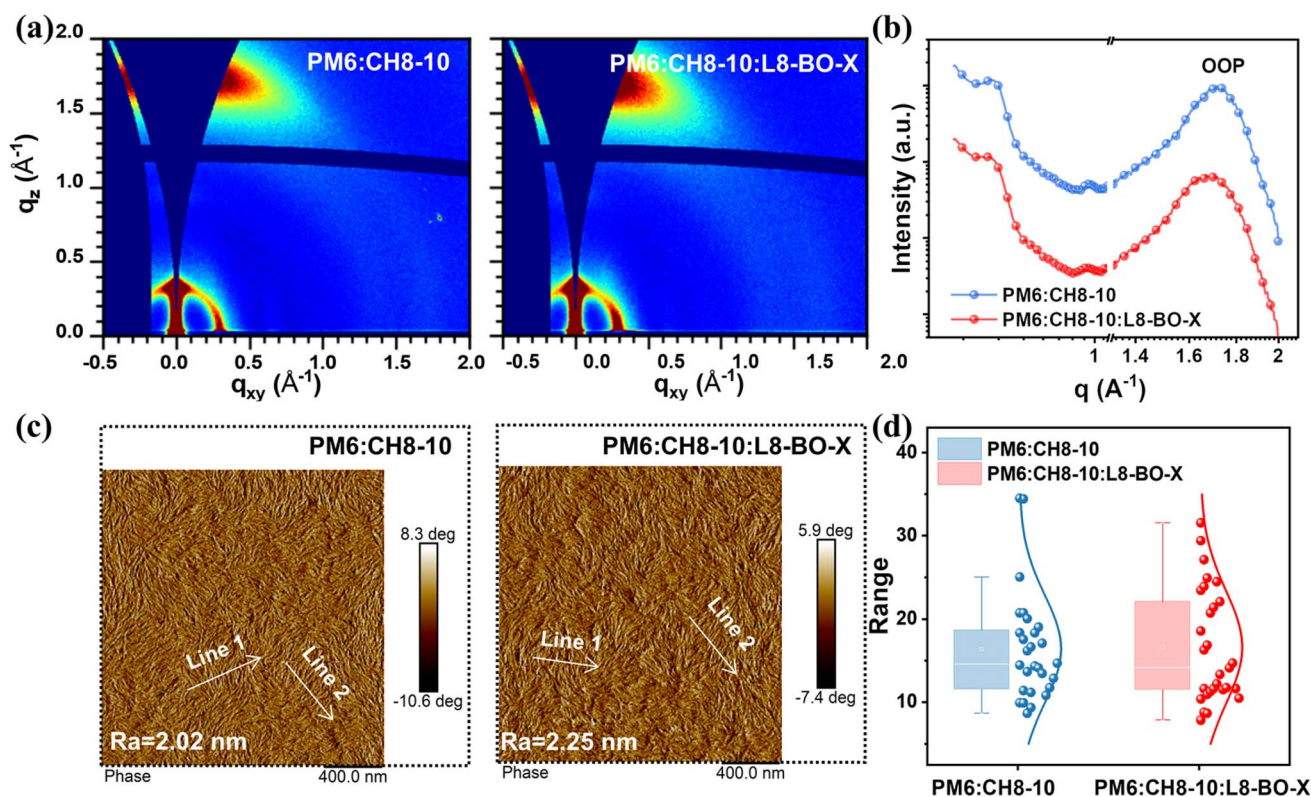 (a)
PM6:CH8-10
PM6:CH8-10:L8-BO-X
2.0
1.5
1.0
0.5
0.0
q_z (Å⁻¹)
-0.5 0.0 0.5 1.0 1.5 2.0
q_xy (Å⁻¹)
-0.5 0.0 0.5 1.0 1.5 2.0
2.0
q_xy (Å⁻¹)
(b)
OOP
Intensity (a.u.)
PM6:CH8-10
PM6:CH8-10:L8-BO-X
1 1.4 1.6 1.8 2
q (A⁻¹)
(c)
PM6:CH8-10
8.3 deg
-10.6 deg
Line 1
Line 2
Ra=2.02 nm
Phase
400.0 nm
PM6:CH8-10:L8-BO-X
5.9 deg
-7.4 deg
Line 1
Line 2
Ra=2.25 nm
Phase
400.0 nm
(d)
PM6:CH8-10
PM6:CH8-10:L8-BO-X
Range
40
30
20
10
PM6:CH8-10
PM6:CH8-10:L8-BO-X